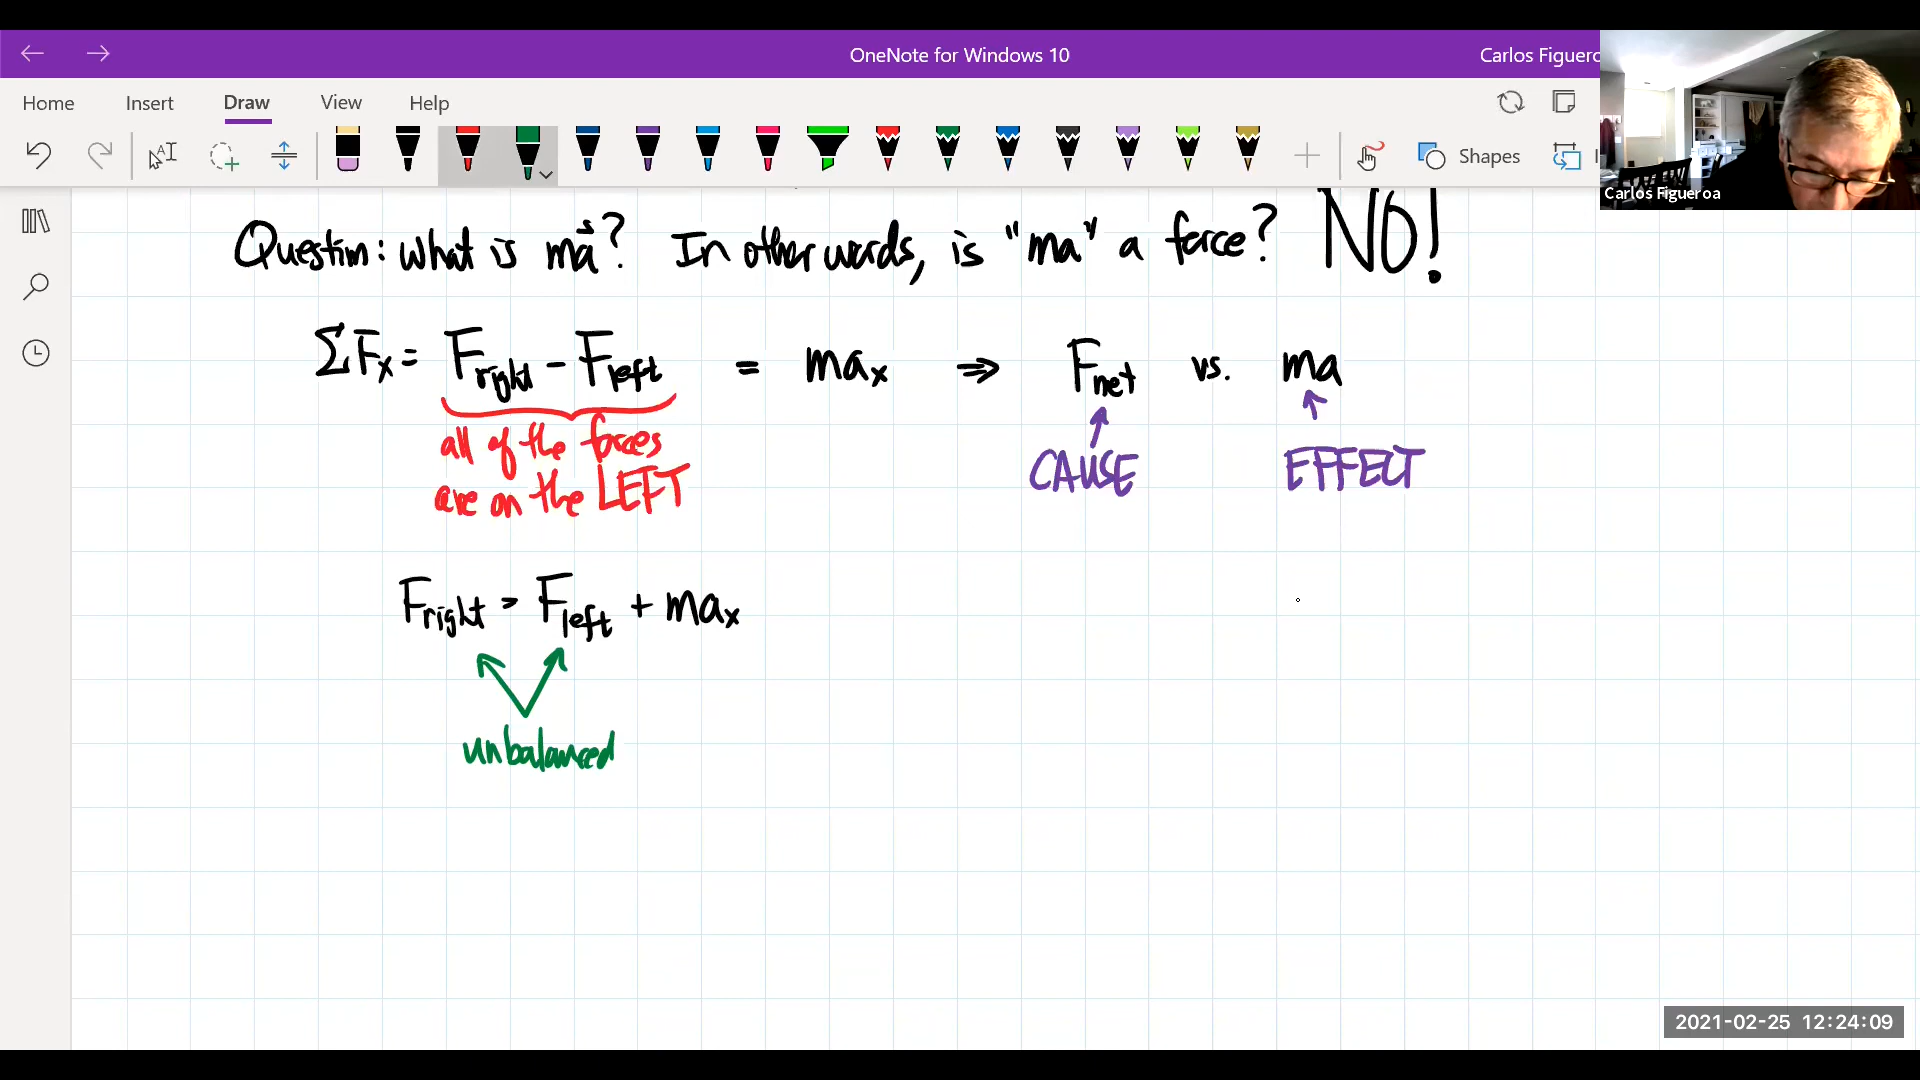 OneNote for Windows 10
Carlos Figuero
Home Insert Draw View Help
Shapes
Carlos Figueroa
Question: what is ma⃗? In other words, is "ma" a force? NO!
ΣFx = Fright - Fleft = max ⇒ Fnet vs. ma
all of the forces
are on the LEFT
CAUSE EFFECT
Fright = Fleft + max
unbalanced
2021-02-25 12:24:09